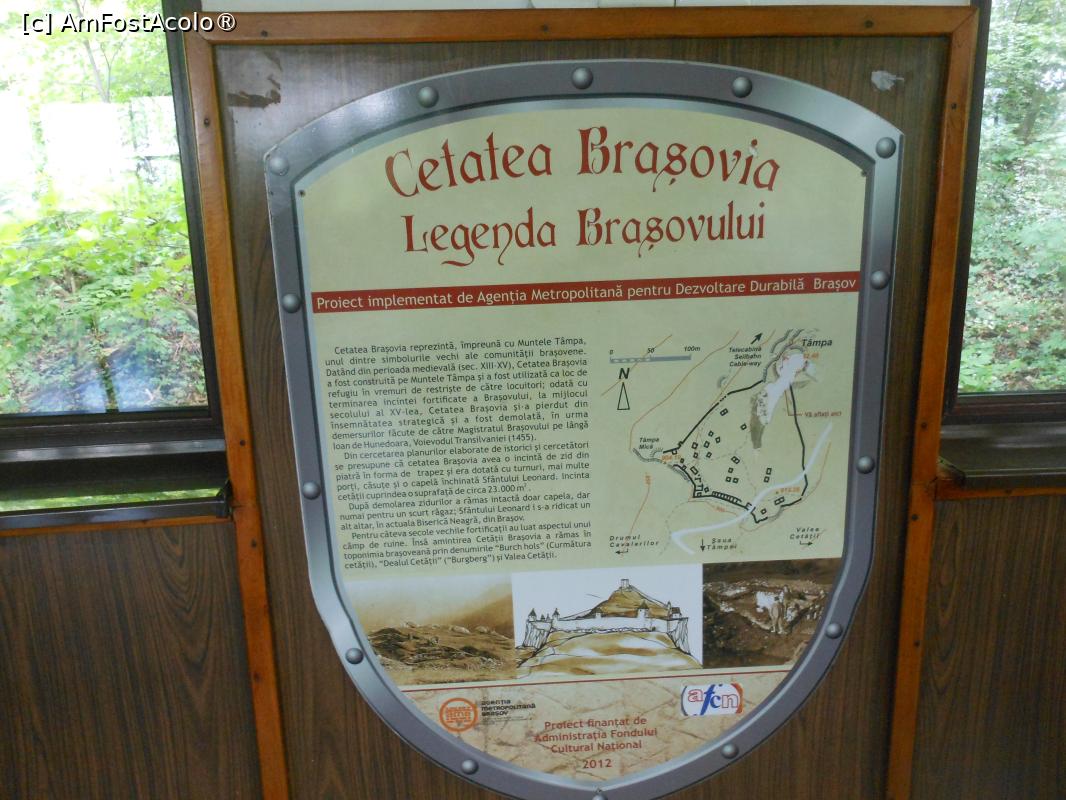 [c] AmFostAcolo®
Cetatea Brașovia
Legenda Brașovului
Proiect implementat de Agenția Metropolitană pentru Dezvoltare Durabilă Brașov
Cetatea Brașovia reprezintă, împreună cu Muntele Tâmpa,
unul dintre simbolurile vechi ale comunității brașovene.
Datând din perioada medievală (sec. XIII-XV), Cetatea Brașovia
a fost construită pe Muntele Tâmpa și a fost utilizată ca loc de
refugiu în vremuri de restriște de către locuitori; odată cu
terminarea incintei fortificate a Brașovului, la mijlocul
secolului al XV-lea, Cetatea Brașovia și-a pierdut din
însemnătatea strategică și a fost demolată, în urma
demersurilor făcute de către Magistratul Brașovului pe lângă
Ioan de Hunedoara, Voievodul Transilvaniei (1455).
Din cercetarea planurilor elaborate de istorici și cercetători
se presupune că cetatea Brașovia avea o incintă de zid din
piatră în forma de trapez și era dotată cu turnuri, mai multe
porți, căsuțe și o capelă închinată Sfântului Leonard. Incinta
cetății cuprindea o suprafață de circa 23.000 m².
După demolarea zidurilor a rămas intactă doar capela, dar
numai pentru un scurt răgaz; Sfântului Leonard i s-a ridicat un
alt altar, în actuala Biserică Neagră, din Brașov.
Pentru câteva secole vechile fortificații au luat aspectul unui
câmp de ruine. Însă amintirea Cetății Brașovia a rămas în
toponimia brașoveană prin denumirile "Burch hols" (Curmătura
cetății), "Dealul Cetății" ("Burgberg") și Valea Cetății.
0 50 100m
N
Telecabină
Seilbahn
Cable-way
Tâmpa
Vă aflați aici
Tâmpa
Mică
Drumul
Cavalerilor
Șaua
Tâmpei
Valea
Cetății
agenția
metropolitană
brașov
afcn
Proiect finanțat de
Administrația Fondului
Cultural Național
2012